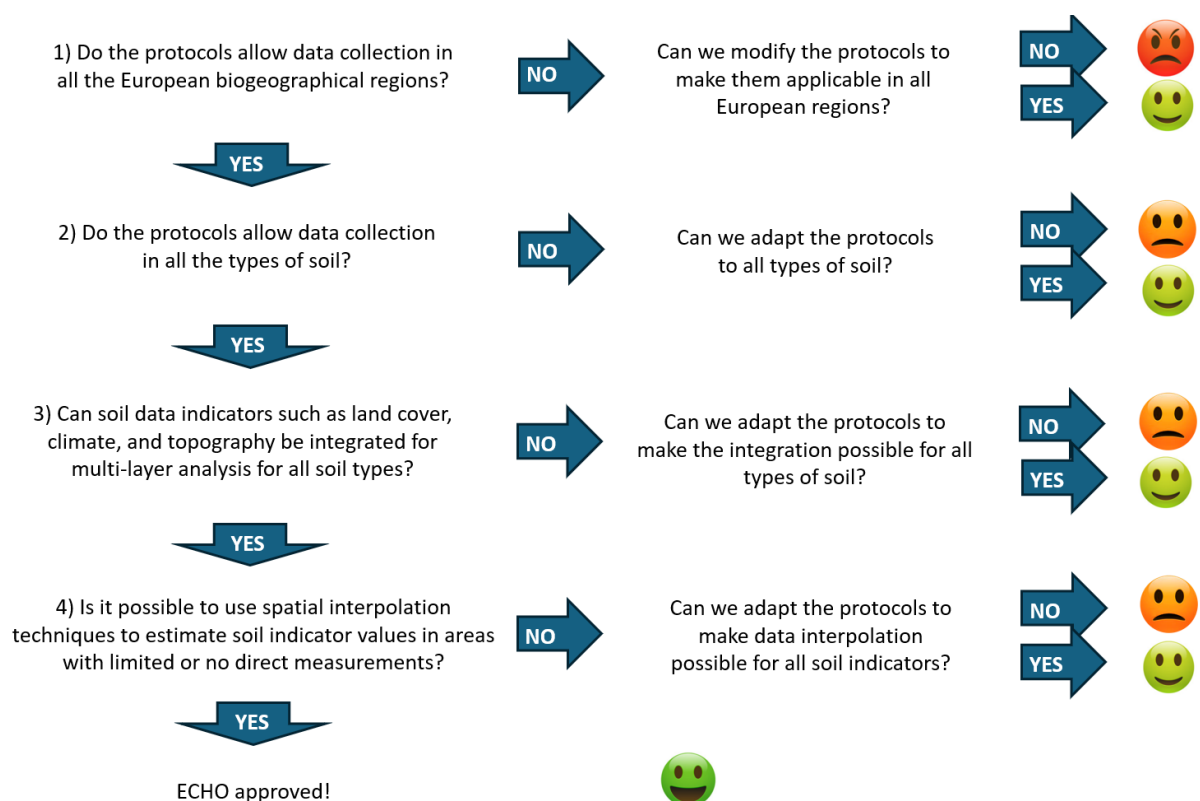 1) Do the protocols allow data collection in
all the European biogeographical regions?
NO
Can we modify the protocols to
make them applicable in all
European regions?
NO
YES
YES
2) Do the protocols allow data collection
in all the types of soil?
NO
Can we adapt the protocols
to all types of soil?
NO
YES
YES
3) Can soil data indicators such as land cover,
climate, and topography be integrated for
multi-layer analysis for all soil types?
NO
Can we adapt the protocols to
make the integration possible for all
types of soil?
NO
YES
YES
4) Is it possible to use spatial interpolation
techniques to estimate soil indicator values in areas
with limited or no direct measurements?
NO
Can we adapt the protocols to
make data interpolation
possible for all soil indicators?
NO
YES
YES
ECHO approved!